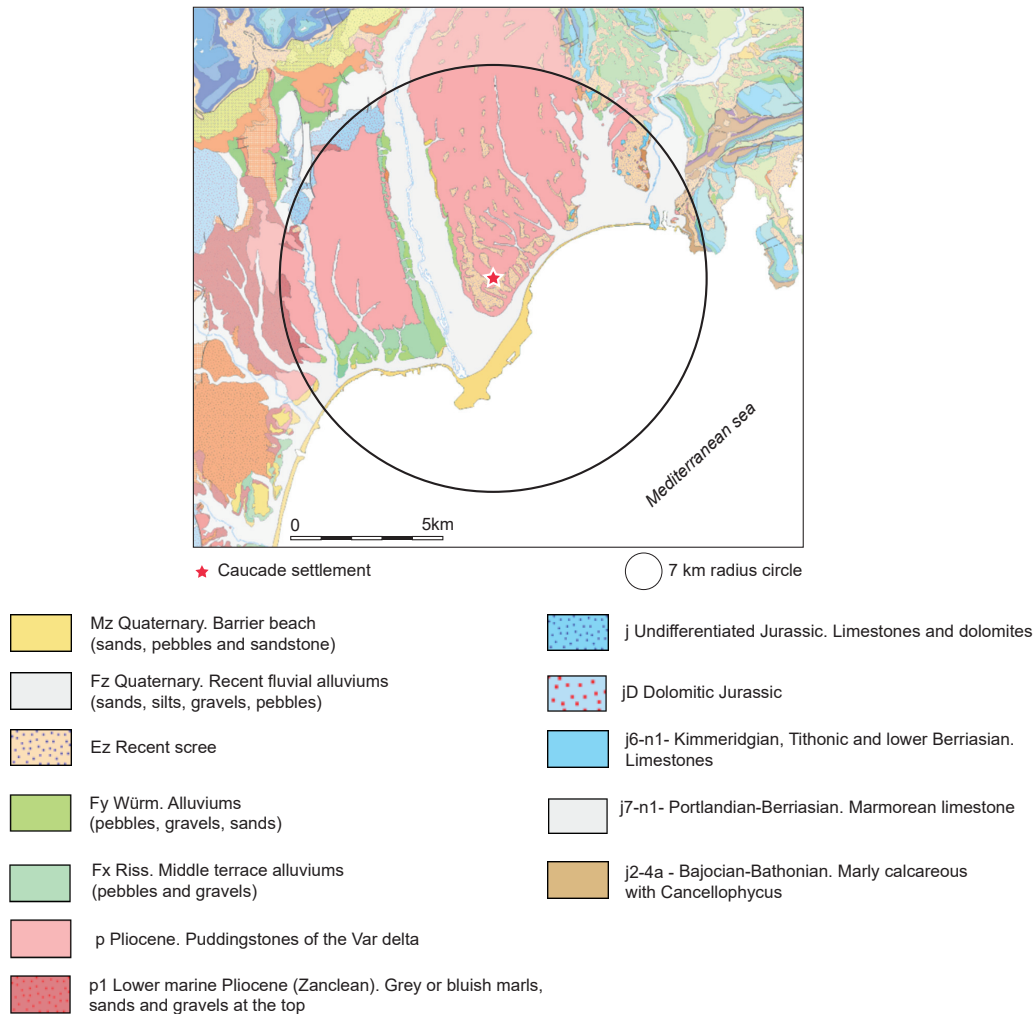 Mediterranean sea
0 5km
Caucade settlement
7 km radius circle
Mz Quaternary. Barrier beach
(sands, pebbles and sandstone)
Fz Quaternary. Recent fluvial alluviums
(sands, silts, gravels, pebbles)
Ez Recent scree
Fy Würm. Alluviums
(pebbles, gravels, sands)
Fx Riss. Middle terrace alluviums
(pebbles and gravels)
p Pliocene. Puddingstones of the Var delta
p1 Lower marine Pliocene (Zanclean). Grey or bluish marls,
sands and gravels at the top
j Undifferentiated Jurassic. Limestones and dolomites
jD Dolomitic Jurassic
j6-n1- Kimmeridgian, Tithonic and lower Berriasian.
Limestones
j7-n1- Portlandian-Berriasian. Marmorean limestone
j2-4a - Bajocian-Bathonian. Marly calcareous
with Cancellophycus